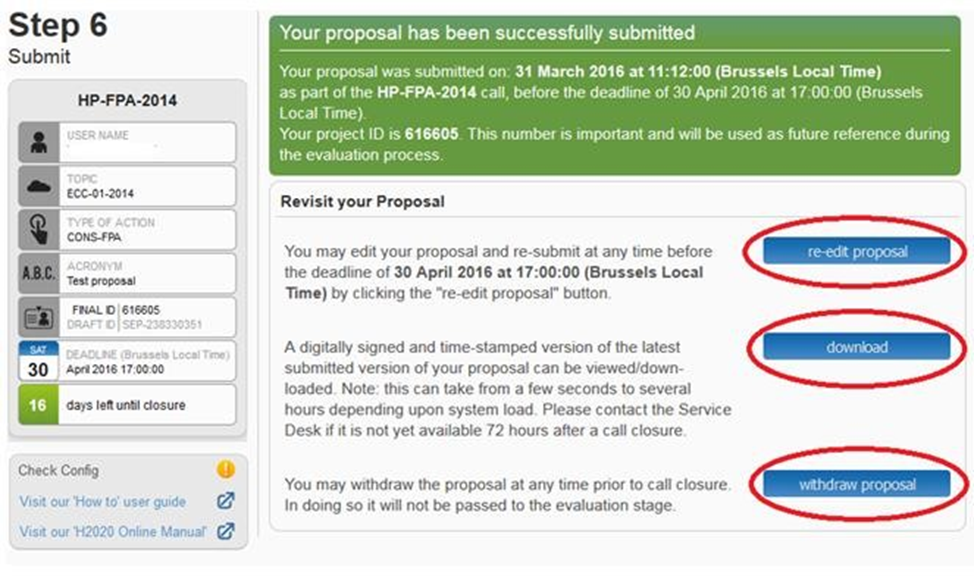 Step 6
Submit
HP-FPA-2014
USER NAME
TOPIC
ECC-01-2014
TYPE OF ACTION
CONS-FPA
A.B.C.
ACRONYM
Test proposal
FINAL ID 616605
DRAFT ID SEP-238330351
SAT
30
DEADLINE (Brussels Local Time)
April 2016 17:00:00
16
days left until closure
Check Config
Visit our 'How to' user guide
Visit our 'H2020 Online Manual'
Your proposal has been successfully submitted
Your proposal was submitted on: 31 March 2016 at 11:12:00 (Brussels Local Time)
as part of the HP-FPA-2014 call, before the deadline of 30 April 2016 at 17:00:00 (Brussels
Local Time).
Your project ID is 616605. This number is important and will be used as future reference during
the evaluation process.
Revisit your Proposal
You may edit your proposal and re-submit at any time before
the deadline of 30 April 2016 at 17:00:00 (Brussels Local
Time) by clicking the "re-edit proposal" button.
re-edit proposal
A digitally signed and time-stamped version of the latest
submitted version of your proposal can be viewed/down-
loaded. Note: this can take from a few seconds to several
hours depending upon system load. Please contact the Service
Desk if it is not yet available 72 hours after a call closure.
download
You may withdraw the proposal at any time prior to call closure.
In doing so it will not be passed to the evaluation stage.
withdraw proposal